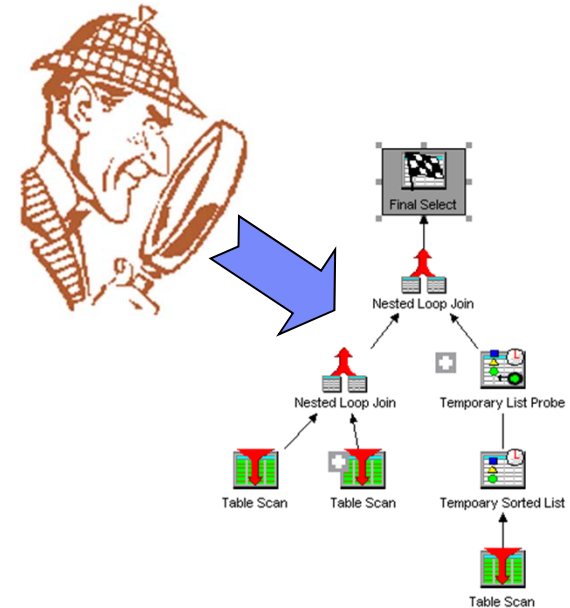 Final Select
Nested Loop Join
Nested Loop Join
Temporary List Probe
Table Scan
Table Scan
Tempoary Sorted List
Table Scan